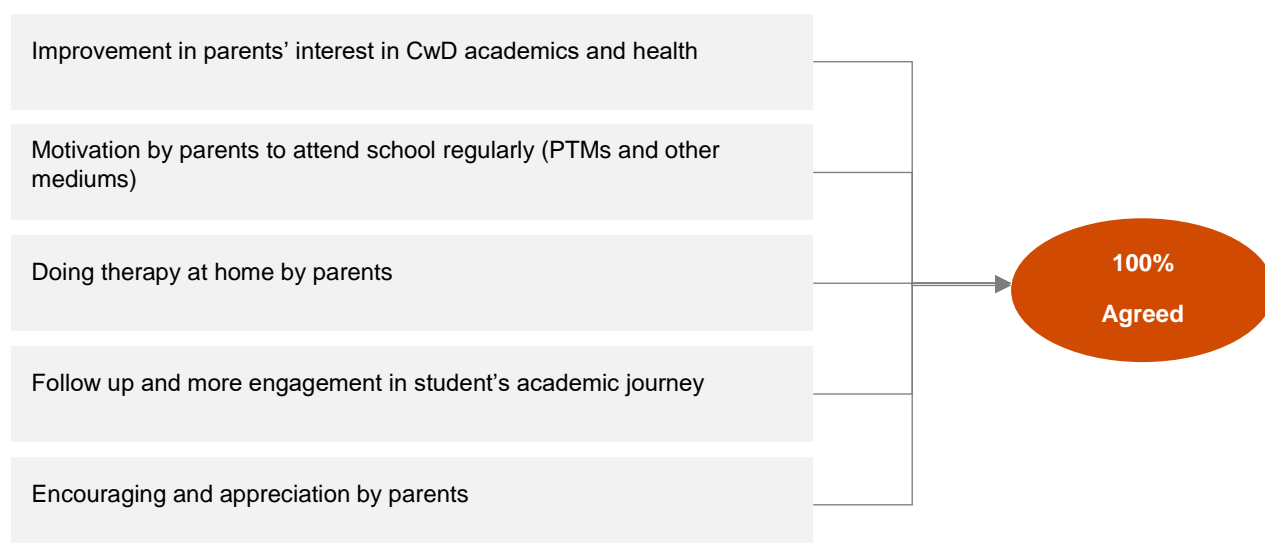 Improvement in parents’ interest in CwD academics and health
Motivation by parents to attend school regularly (PTMs and other
mediums)
Doing therapy at home by parents
Follow up and more engagement in student’s academic journey
Encouraging and appreciation by parents
100%
Agreed